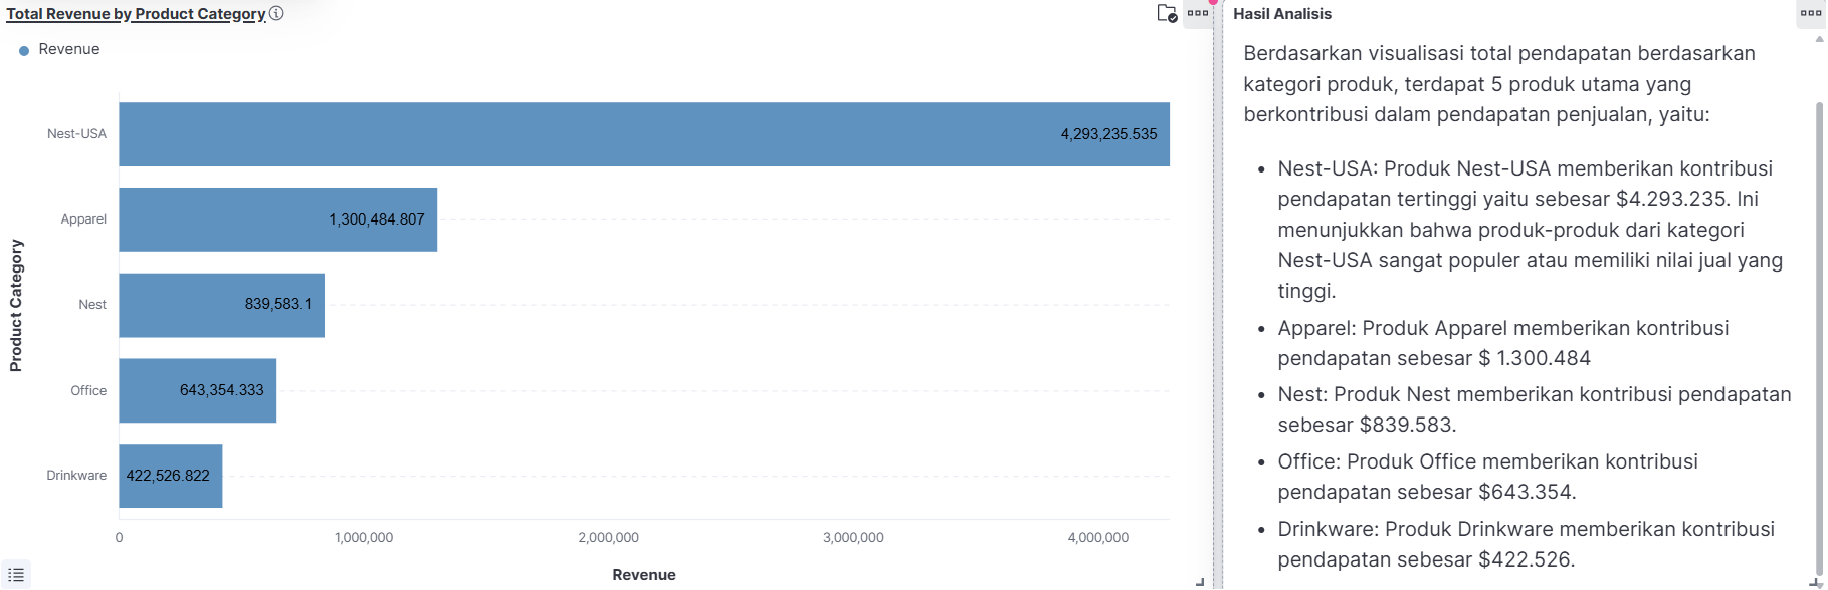 Total Revenue by Product Category
Revenue
Product Category
Nest-USA
4,293,235.535
Apparel
1,300,484.807
Nest
839,583.1
Office
643,354.333
Drinkware
422,526.822
0
1,000,000
2,000,000
3,000,000
4,000,000
Revenue
Hasil Analisis
Berdasarkan visualisasi total pendapatan berdasarkan
kategori produk, terdapat 5 produk utama yang
berkontribusi dalam pendapatan penjualan, yaitu:
• Nest-USA: Produk Nest-USA memberikan kontribusi
pendapatan tertinggi yaitu sebesar $4.293.235. Ini
menunjukkan bahwa produk-produk dari kategori
Nest-USA sangat populer atau memiliki nilai jual yang
tinggi.
• Apparel: Produk Apparel memberikan kontribusi
pendapatan sebesar $ 1.300.484
• Nest: Produk Nest memberikan kontribusi pendapatan
sebesar $839.583.
• Office: Produk Office memberikan kontribusi
pendapatan sebesar $643.354.
• Drinkware: Produk Drinkware memberikan kontribusi
pendapatan sebesar $422.526.